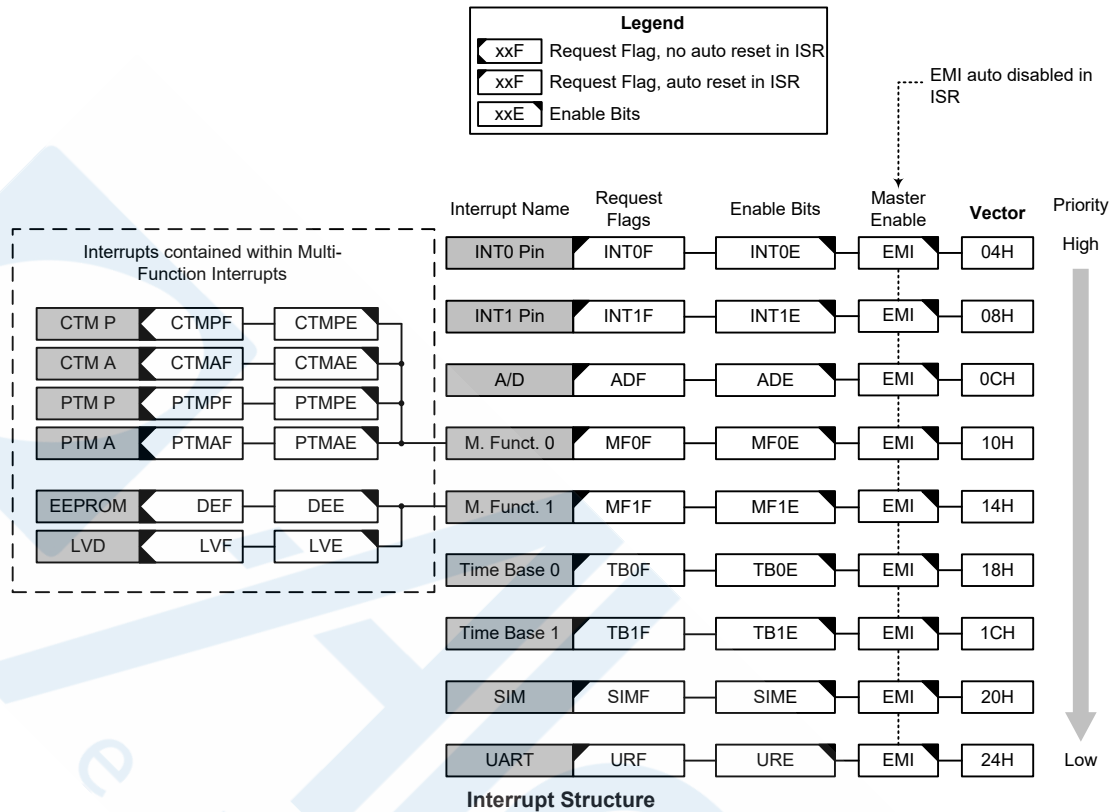 Legend
xxF Request Flag, no auto reset in ISR
xxF Request Flag, auto reset in ISR
xxE Enable Bits
EMI auto disabled in
ISR
Interrupt Name
Request
Flags
Enable Bits
Master
Enable
Vector
Priority
Interrupts contained within Multi-
Function Interrupts
INT0 Pin INT0F INT0E EMI 04H High
CTM P CTMPF CTMPE
INT1 Pin INT1F INT1E EMI 08H
CTM A CTMAF CTMAE
A/D ADF ADE EMI 0CH
PTM P PTMPF PTMPE
PTM A PTMAF PTMAE
M. Funct. 0 MF0F MF0E EMI 10H
EEPROM DEF DEE
M. Funct. 1 MF1F MF1E EMI 14H
LVD LVF LVE
Time Base 0 TB0F TB0E EMI 18H
Time Base 1 TB1F TB1E EMI 1CH
SIM SIMF SIME EMI 20H
UART URF URE EMI 24H Low
Interrupt Structure